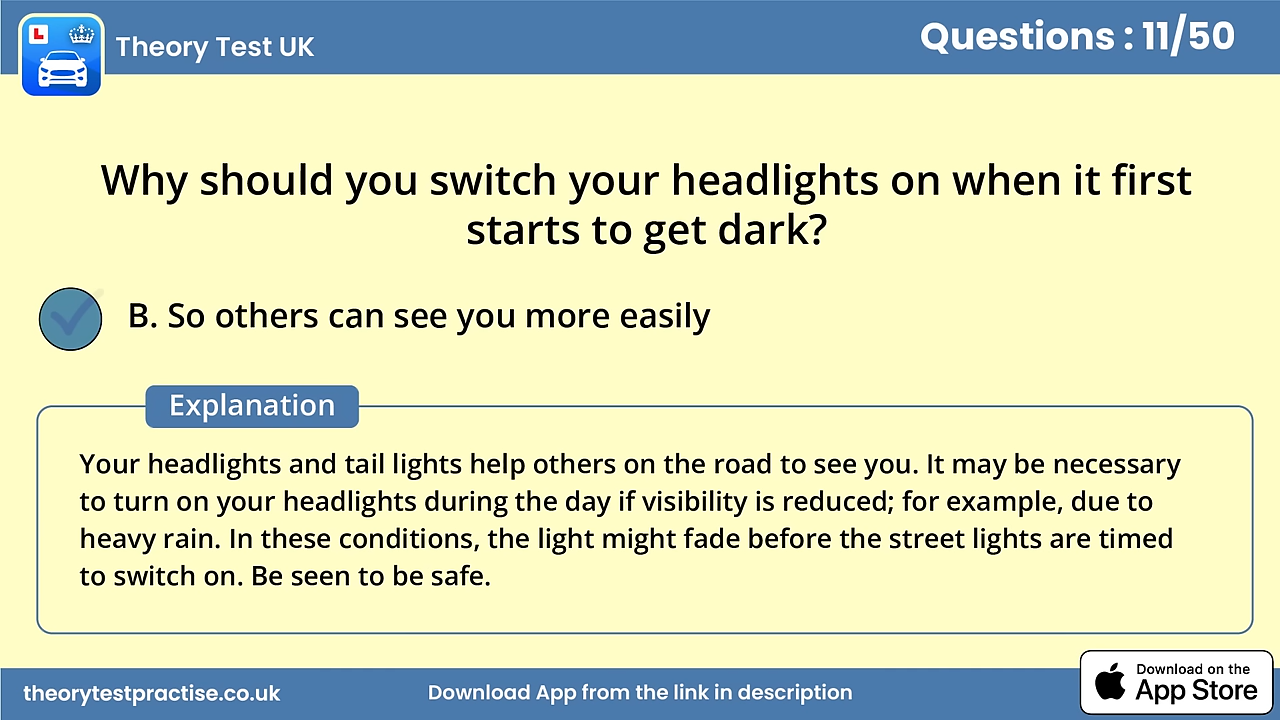 L
Theory Test UK
Questions : 11/50
Why should you switch your headlights on when it first
starts to get dark?
B. So others can see you more easily
Explanation
Your headlights and tail lights help others on the road to see you. It may be necessary
to turn on your headlights during the day if visibility is reduced; for example, due to
heavy rain. In these conditions, the light might fade before the street lights are timed
to switch on. Be seen to be safe.
theorytestpractise.co.uk
Download App from the link in description
Download on the
App Store